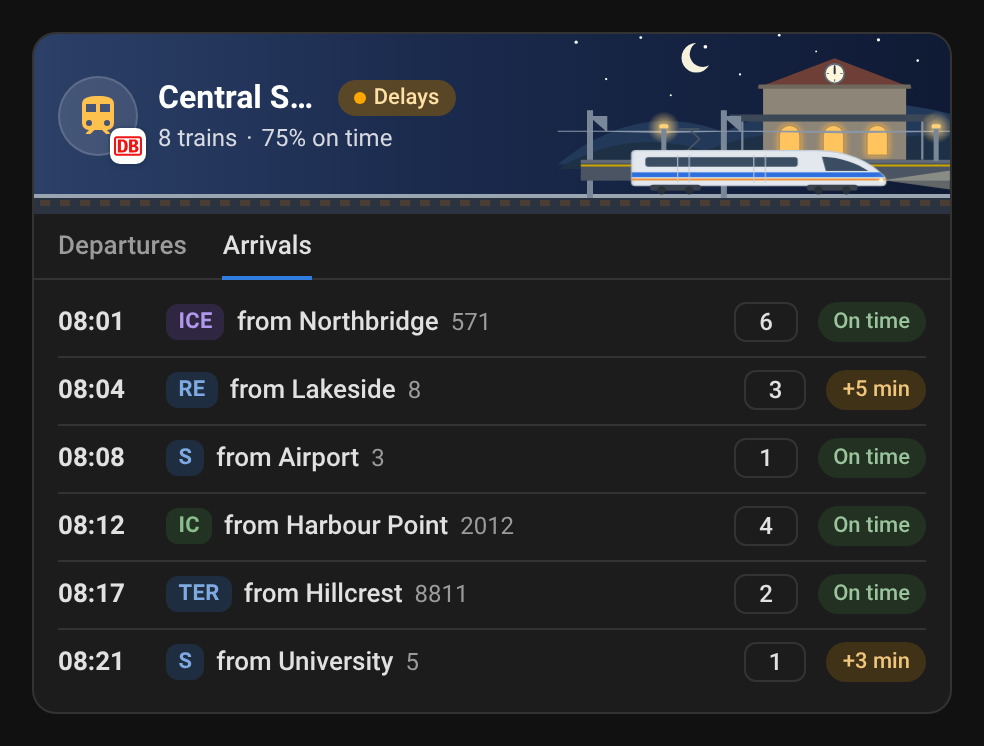 Central S…
Delays
DB
8 trains · 75% on time
Departures Arrivals
08:01 ICE from Northbridge 571 6 On time
08:04 RE from Lakeside 8 3 +5 min
08:08 S from Airport 3 1 On time
08:12 IC from Harbour Point 2012 4 On time
08:17 TER from Hillcrest 8811 2 On time
08:21 S from University 5 1 +3 min